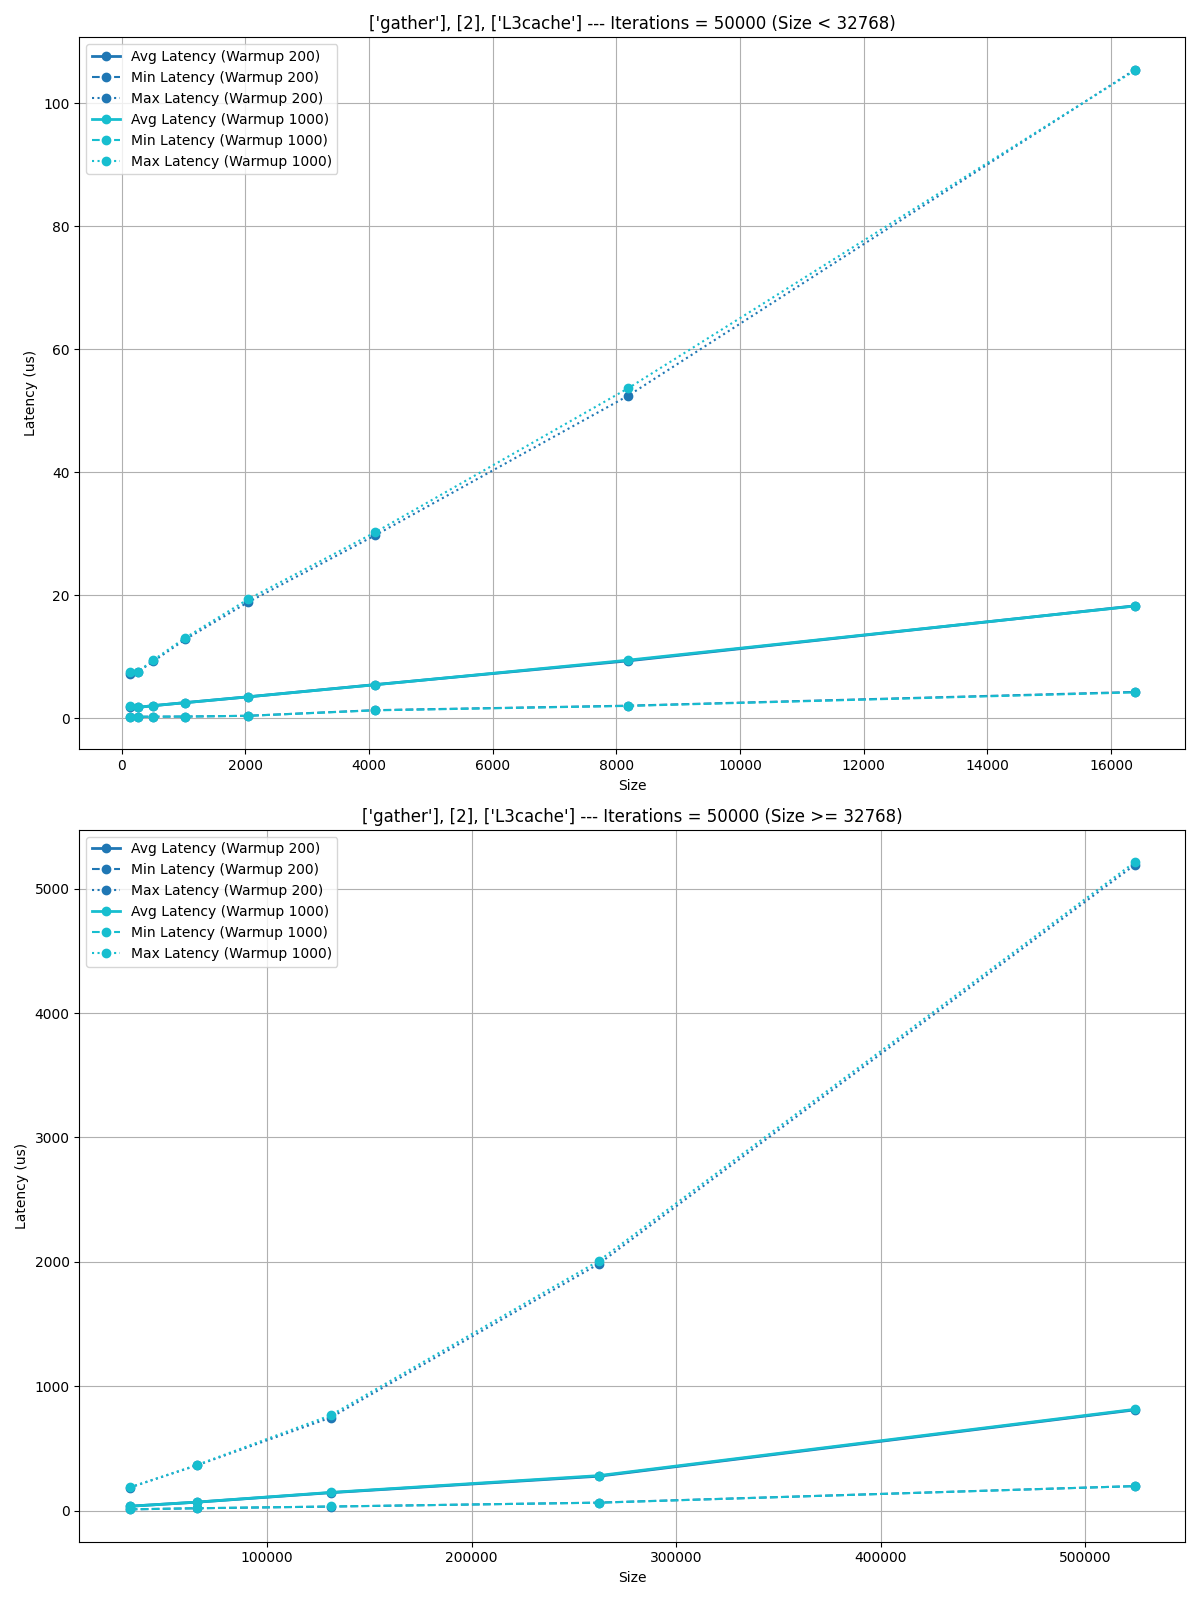 ['gather'], [2], ['L3cache'] --- Iterations = 50000 (Size < 32768)
Avg Latency (Warmup 200)
Min Latency (Warmup 200)
Max Latency (Warmup 200)
Avg Latency (Warmup 1000)
Min Latency (Warmup 1000)
Max Latency (Warmup 1000)
100
80
60
40
20
0
Latency (us)
0 2000 4000 6000 8000 10000 12000 14000 16000
Size
['gather'], [2], ['L3cache'] --- Iterations = 50000 (Size >= 32768)
Avg Latency (Warmup 200)
Min Latency (Warmup 200)
Max Latency (Warmup 200)
Avg Latency (Warmup 1000)
Min Latency (Warmup 1000)
Max Latency (Warmup 1000)
5000
4000
3000
2000
1000
0
Latency (us)
100000 200000 300000 400000 500000
Size